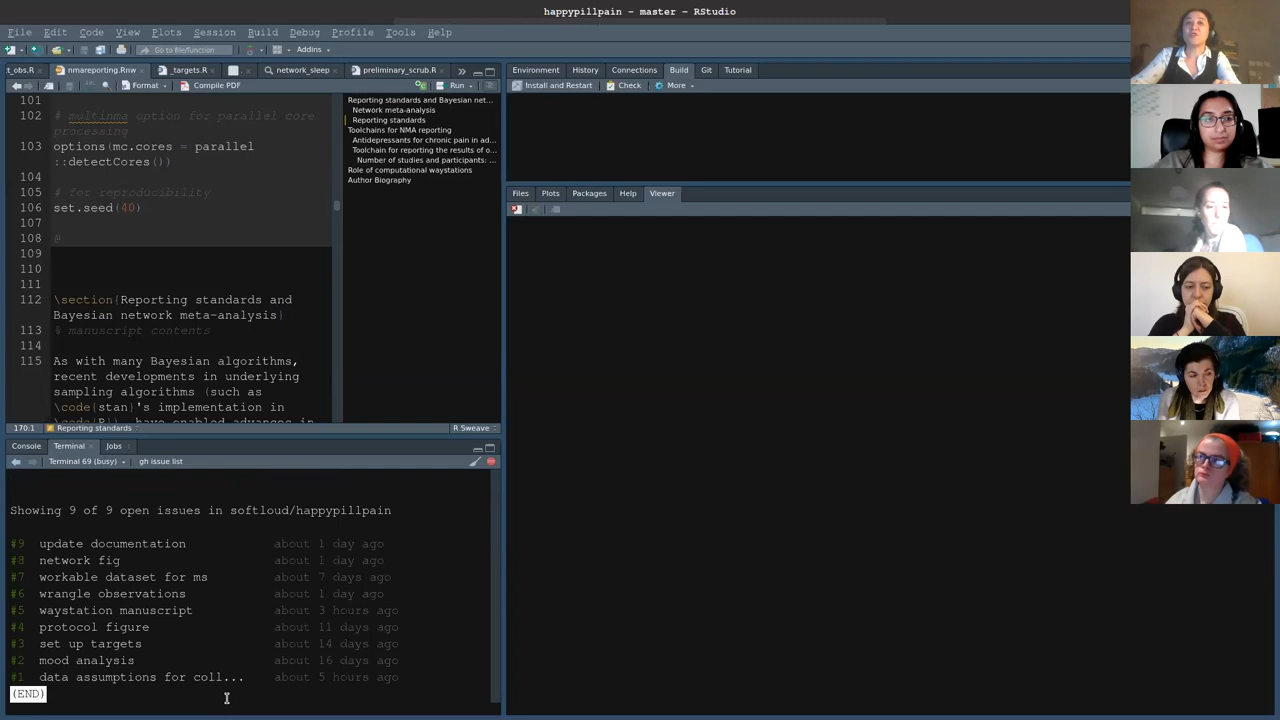 happypillpain - master - RStudio
File Edit Code View Plots Session Build Debug Profile Tools Help
Go to file/function Addins
t_obs.R nmareporting.Rnw _targets.R network_sleep preliminary_scrub.R
Environment History Connections Build Git Tutorial
Format Compile PDF Run
Install and Restart Check More
101
102 # multinma option for parallel core
processing
103 options(mc.cores = parallel
::detectCores())
104
105 # for reproducibility
106 set.seed(40)
107
108 @
109
110
111
112 \section{Reporting standards and
Bayesian network meta-analysis}
113 % manuscript contents
114
115 As with many Bayesian algorithms,
recent developments in underlying
sampling algorithms (such as
\code{stan}'s implementation in
\code{R}), have enabled advances in
Reporting standards and Bayesian net...
Network meta-analysis
Reporting standards
Toolchains for NMA reporting
Antidepressants for chronic pain in ad...
Toolchain for reporting the results of o...
Number of studies and participants: ...
Role of computational waystations
Author Biography
Files Plots Packages Help Viewer
170:1 Reporting standards R Sweave
Console Terminal Jobs
Terminal 69 (busy) gh issue list
Showing 9 of 9 open issues in softloud/happypillpain
#9 update documentation about 1 day ago
#8 network fig about 1 day ago
#7 workable dataset for ms about 7 days ago
#6 wrangle observations about 1 day ago
#5 waystation manuscript about 3 hours ago
#4 protocol figure about 11 days ago
#3 set up targets about 14 days ago
#2 mood analysis about 16 days ago
#1 data assumptions for coll... about 5 hours ago
(END)